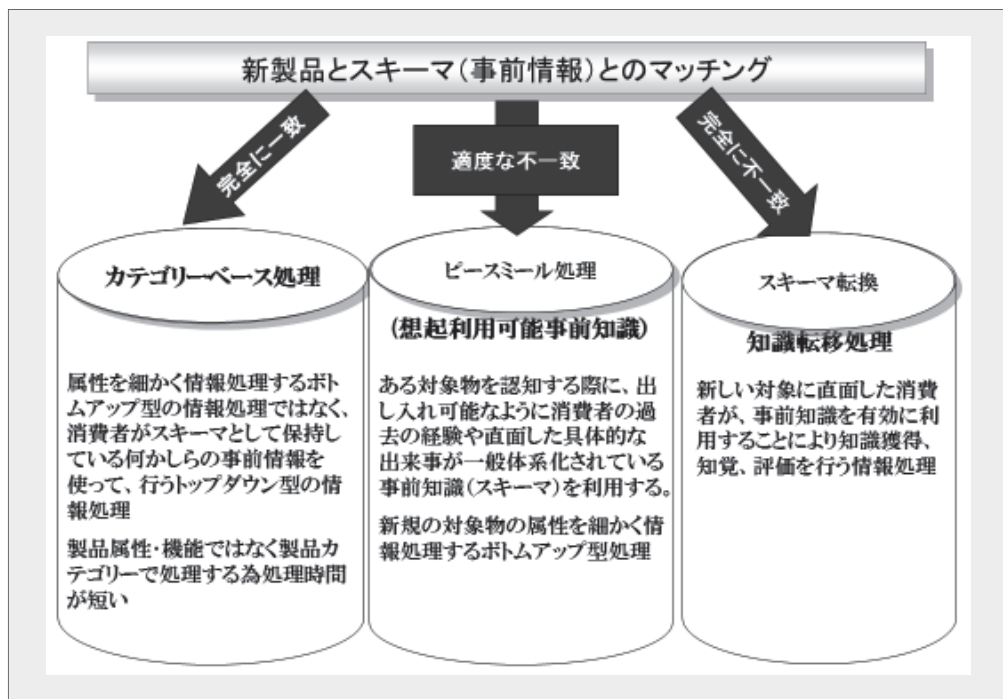 新製品とスキーマ(事前情報)とのマッチング
完全に一致
適度な不一致
完全に不一致
カテゴリーベース処理
属性を細かく情報処理するボト
ムアップ型の情報処理ではなく、
消費者がスキーマとして保持し
ている何かしらの事前情報を
使って、行うトップダウン型の情
報処理
製品属性・機能ではなく製品カ
テゴリーで処理する為処理時間
が短い
ピースミール処理
(想起利用可能事前知識)
ある対象物を認知する際に、出
し入れ可能なように消費者の過
去の経験や直面した具体的な
出来事が一般体系化されている
事前知識(スキーマ)を利用する。
新規の対象物の属性を細かく情
報処理するボトムアップ型処理
スキーマ転換
知識転移処理
新しい対象に直面した消費
者が、事前知識を有効に利
用することにより知識獲得、
知覚、評価を行う情報処理